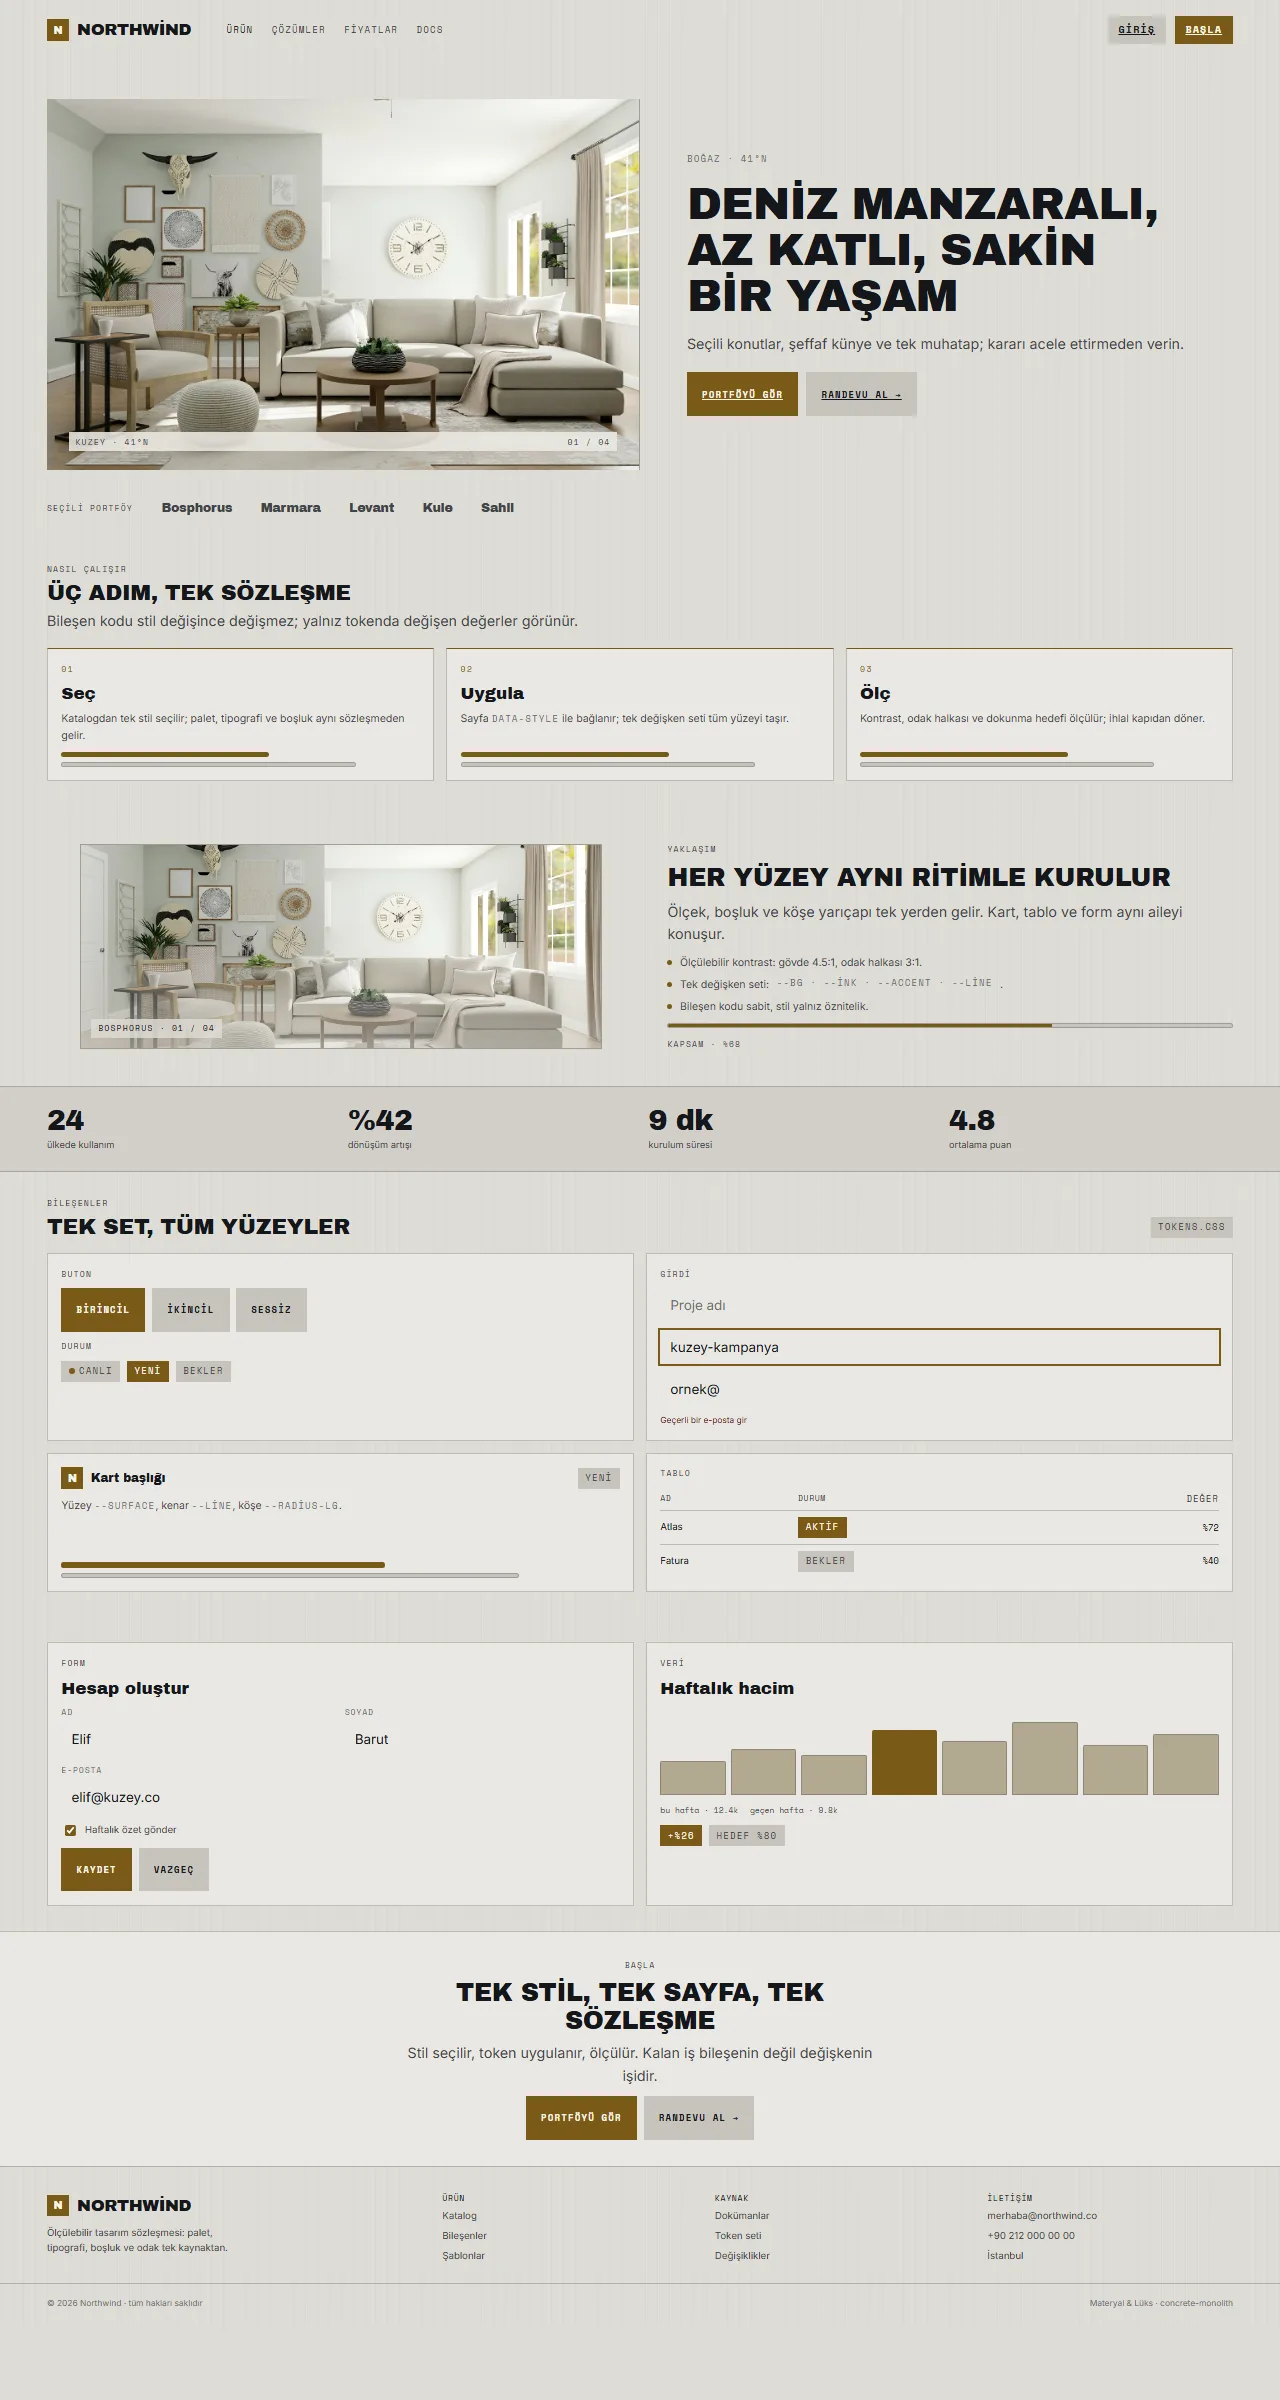 N NORTHWİND ÜRÜN ÇÖZÜMLER FİYATLAR DOCS GİRİŞ BAŞLA
BOĞAZ · 41°N
DENİZ MANZARALI,
AZ KATLI, SAKİN
BİR YAŞAM
Seçili konutlar, şeffaf künye ve tek muhatap; kararı acele ettirmeden verin.
PORTFÖYÜ GÖR RANDEVU AL →
KUZEY · 41°N 01 / 04
SEÇİLİ PORTFÖY Bosphorus Marmara Levant Kule Sahil
NASIL ÇALIŞIR
ÜÇ ADIM, TEK SÖZLEŞME
Bileşen kodu stil değişince değişmez; yalnız tokenda değişen değerler görünür.
01
Seç
Katalogdan tek stil seçilir; palet, tipografi ve boşluk aynı sözleşmeden
gelir.
02
Uygula
Sayfa DATA-STYLE ile bağlanır; tek değişken seti tüm yüzeyi taşır.
03
Ölç
Kontrast, odak halkası ve dokunma hedefi ölçülür; ihlal kapıdan döner.
BOSPHORUS · 01 / 04
YAKLAŞIM
HER YÜZEY AYNI RİTİMLE KURULUR
Ölçek, boşluk ve köşe yarıçapı tek yerden gelir. Kart, tablo ve form aynı aileyi
konuşur.
Ölçülebilir kontrast: gövde 4.5:1, odak halkası 3:1.
Tek değişken seti: --BG · --İNK · --ACCENT · --LİNE .
Bileşen kodu sabit, stil yalnız öznitelik.
KAPSAM · %68
24 %42 9 dk 4.8
ülkede kullanım dönüşüm artışı kurulum süresi ortalama puan
BİLEŞENLER
TEK SET, TÜM YÜZEYLER
TOKENS.CSS
BUTON
BİRİNCİL İKİNCİL SESSİZ
DURUM
CANLI YENİ BEKLER
GİRDİ
Proje adı
kuzey-kampanya
ornek@
Geçerli bir e-posta gir
N Kart başlığı YENİ
Yüzey --SURFACE, kenar --LİNE, köşe --RADİUS-LG.
TABLO
AD DURUM DEĞER
Atlas AKTİF %72
Fatura BEKLER %40
FORM
Hesap oluştur
AD SOYAD
Elif Barut
E-POSTA
elif@kuzey.co
Haftalık özet gönder
KAYDET VAZGEÇ
VERİ
Haftalık hacim
bu hafta · 12.4k geçen hafta · 9.8k
+%26 HEDEF %80
BAŞLA
TEK STİL, TEK SAYFA, TEK
SÖZLEŞME
Stil seçilir, token uygulanır, ölçülür. Kalan iş bileşenin değil değişkenin
işidir.
PORTFÖYÜ GÖR RANDEVU AL →
N NORTHWİND
Ölçülebilir tasarım sözleşmesi: palet,
tipografi, boşluk ve odak tek kaynaktan.
ÜRÜN
Katalog
Bileşenler
Şablonlar
KAYNAK
Dokümanlar
Token seti
Değişiklikler
İLETİŞİM
merhaba@northwind.co
+90 212 000 00 00
İstanbul
© 2026 Northwind · tüm hakları saklıdır Materyal & Lüks · concrete-monolith